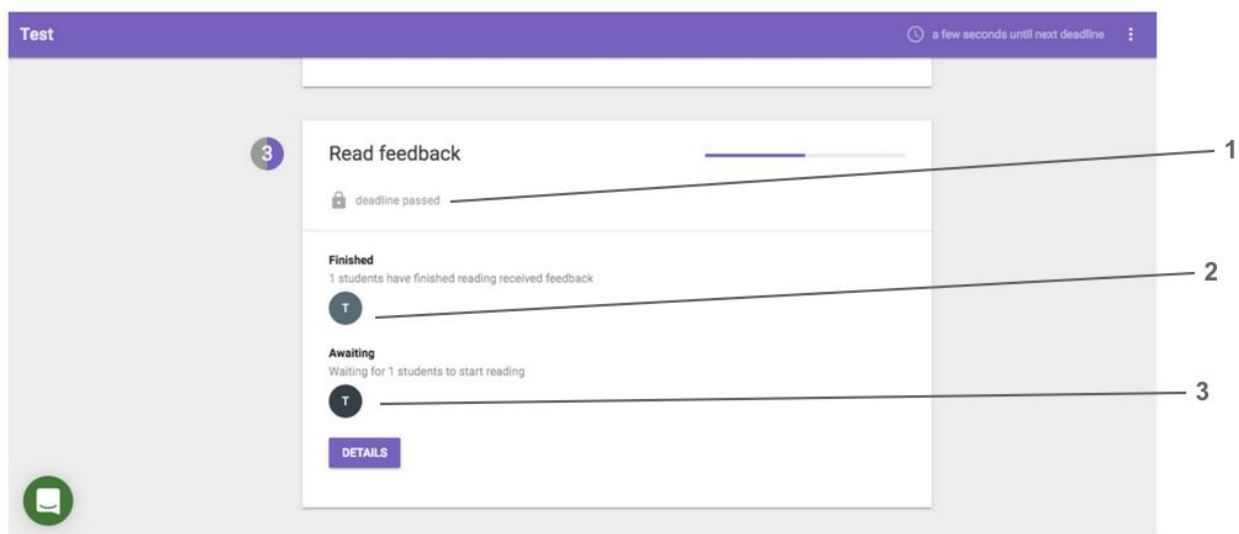 Test
a few seconds until next deadline
3
Read feedback
1
deadline passed
Finished
1 students have finished reading received feedback
2
T
Awaiting
Waiting for 1 students to start reading
3
T
DETAILS